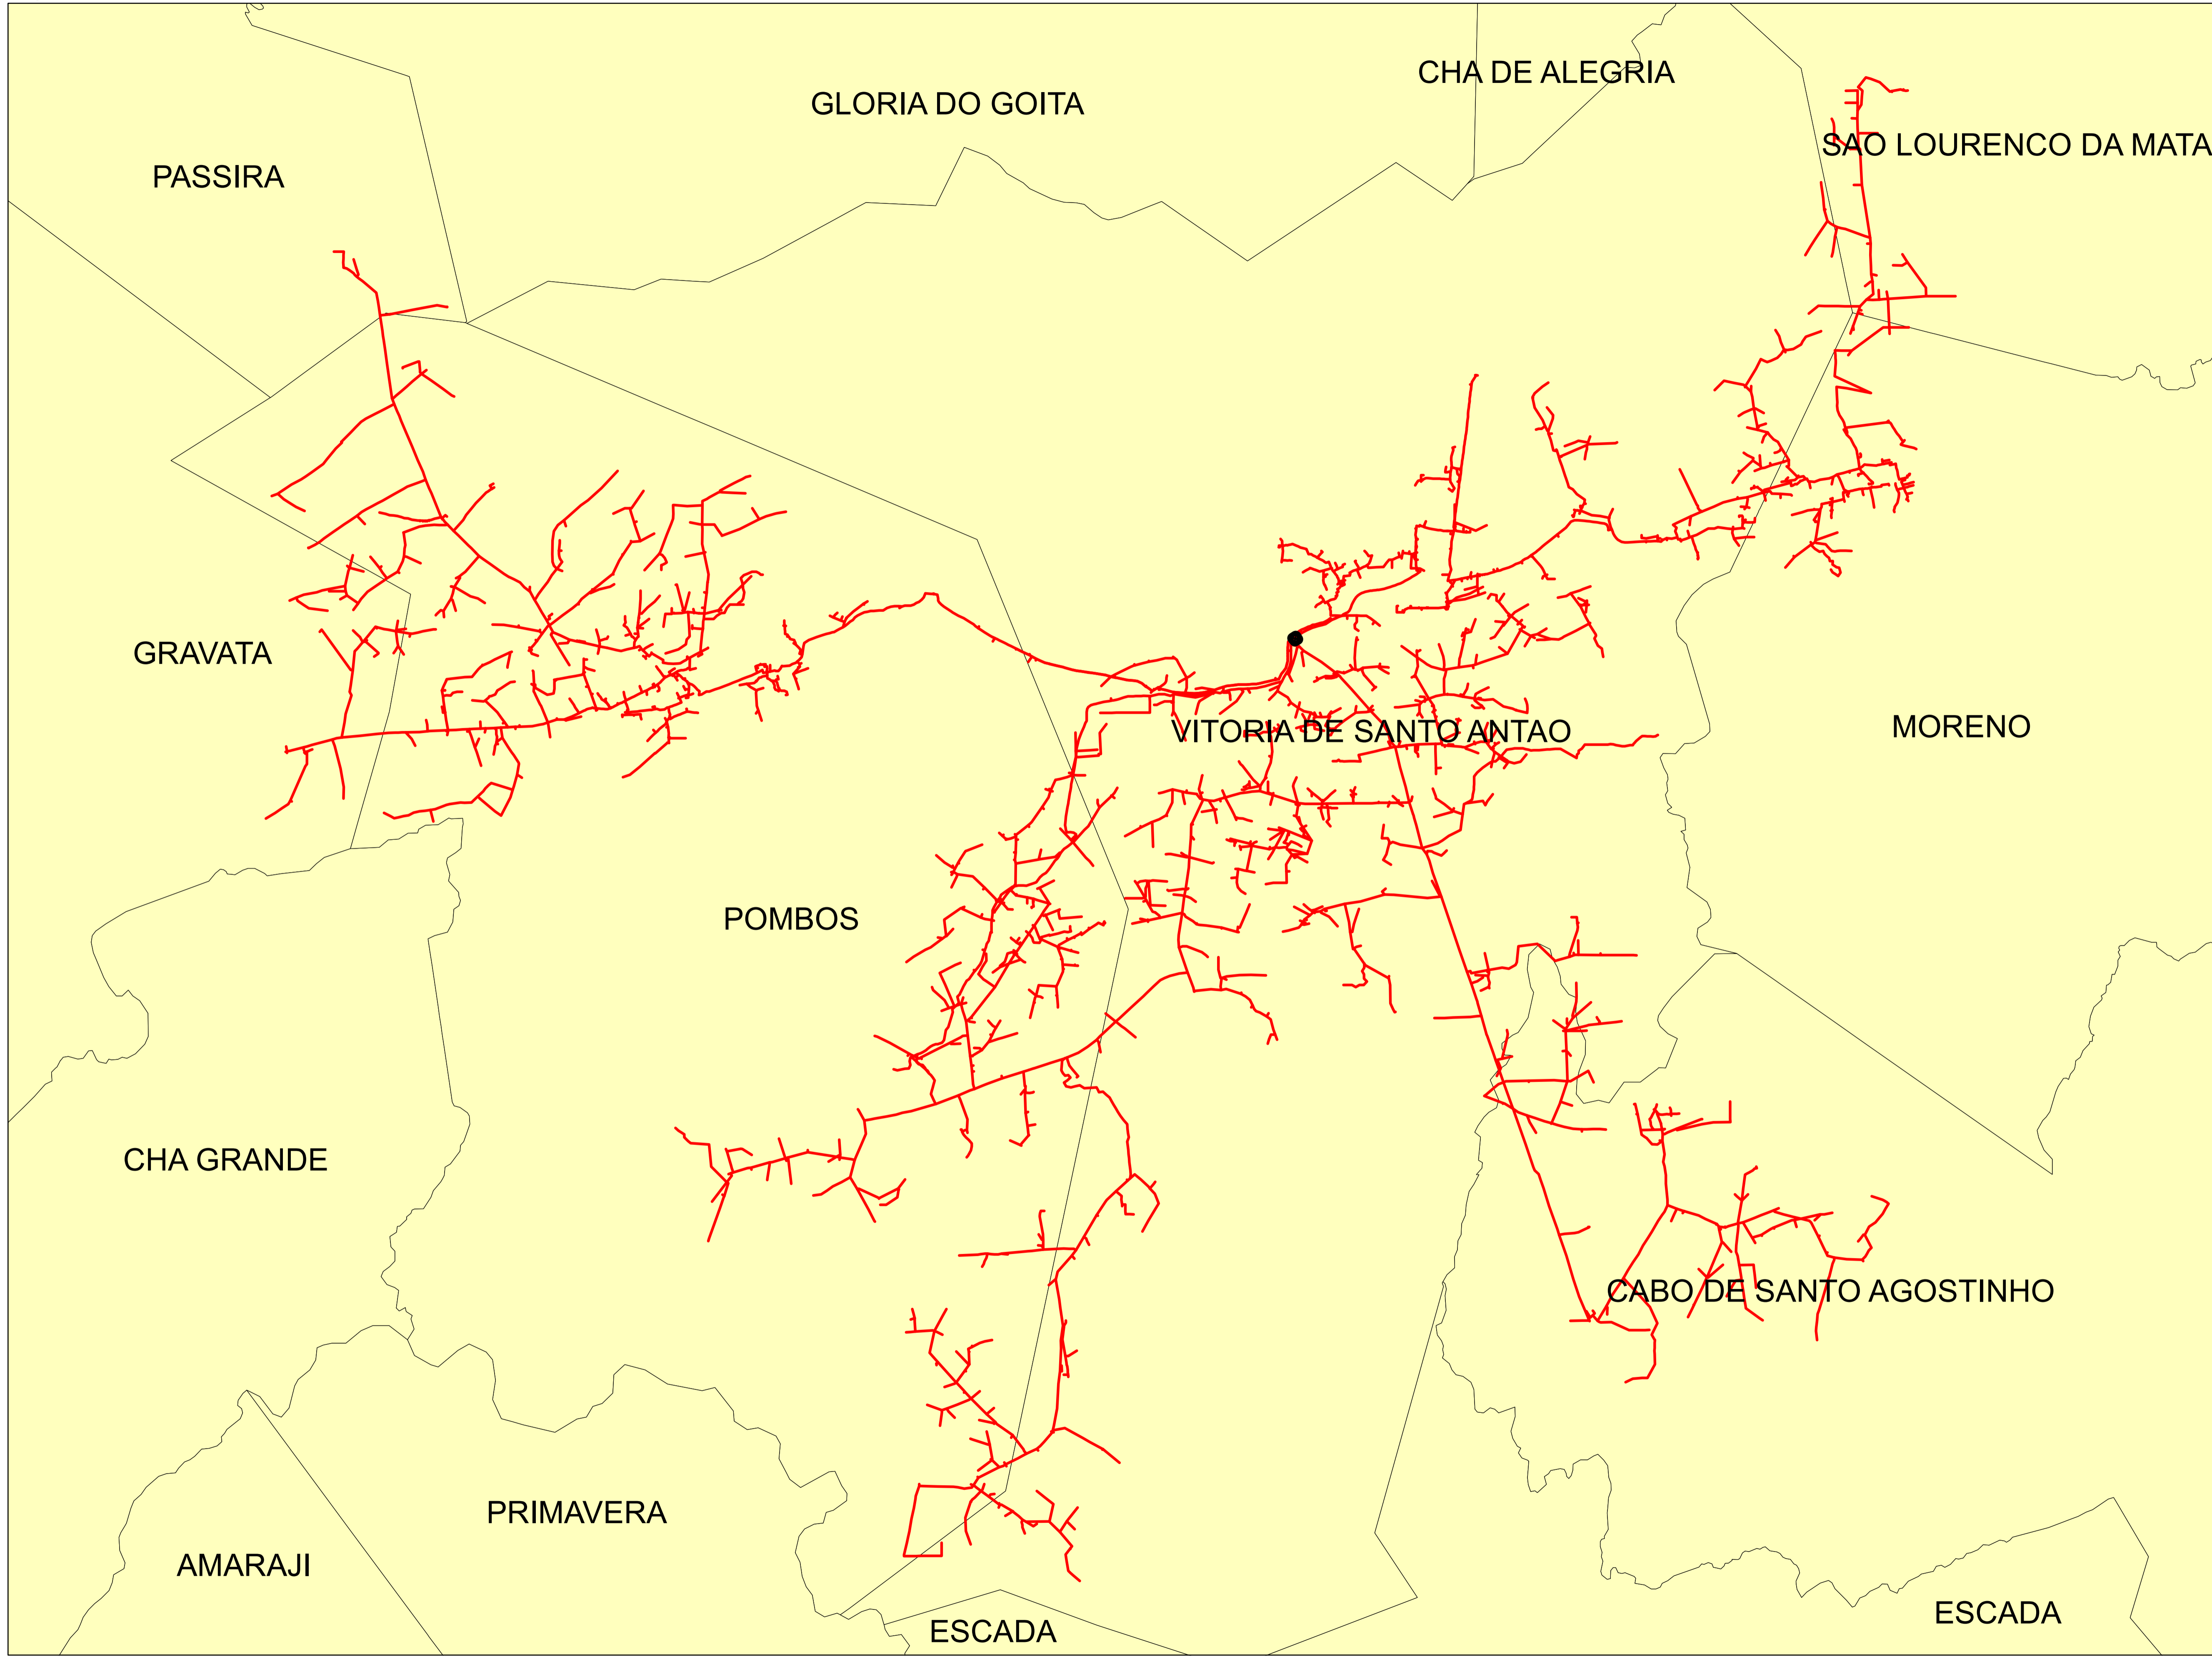 CHA DE ALEGRIA
GLORIA DO GOITA
SAO LOURENCO DA MATA
PASSIRA
GRAVATA
VITORIA DE SANTO ANTAO
MORENO
POMBOS
CHA GRANDE
CABO DE SANTO AGOSTINHO
PRIMAVERA
AMARAJI
ESCADA
ESCADA